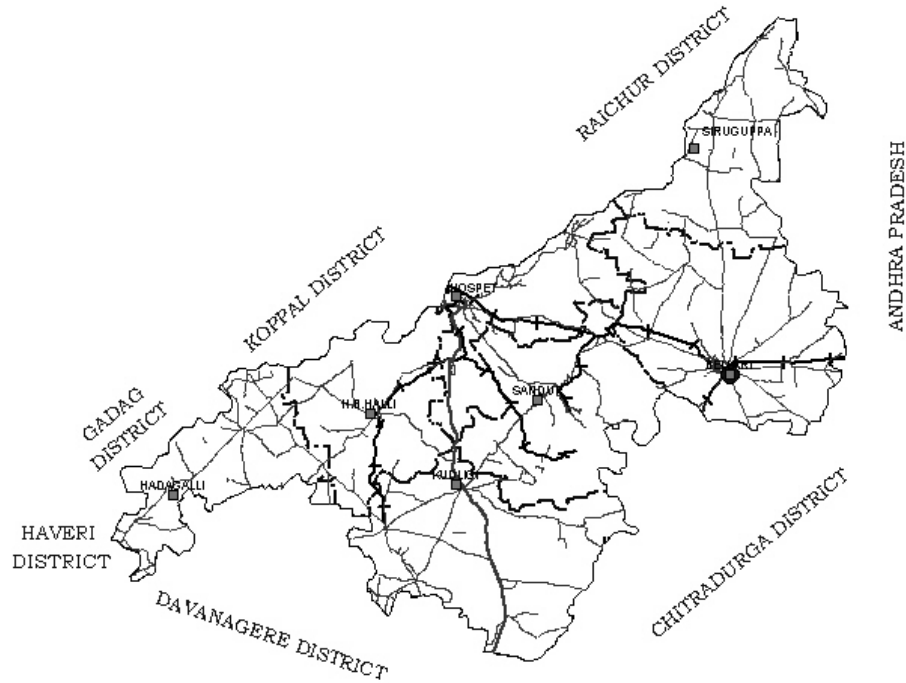 RAICHUR DISTRICT
SIRUGUPPA
ANDHRA PRADESH
KOPPAL DISTRICT
HOSPET
SANDUR
H.B.HALLI
GADAG
DISTRICT
HADAGALLI
KUDLIGI
HAVERI
DISTRICT
CHITRADURGA DISTRICT
DAVANAGERE DISTRICT